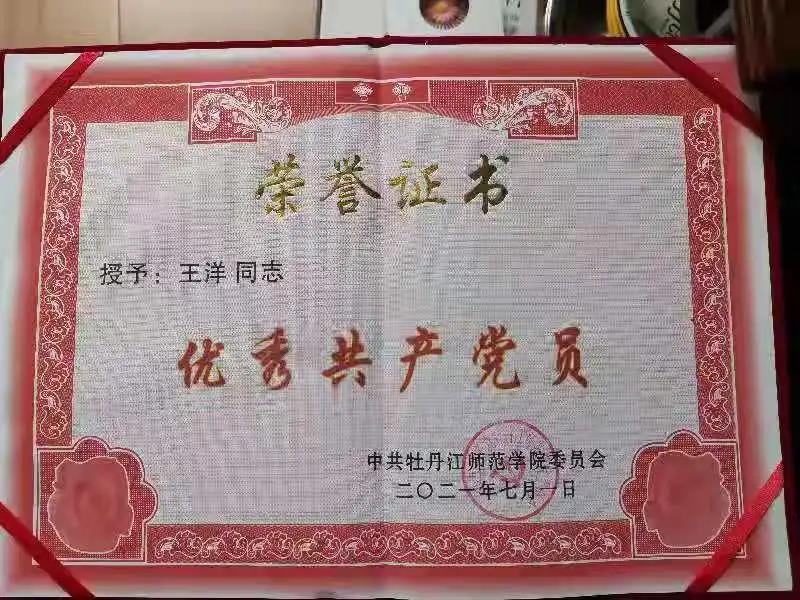 荣誉证书
授予：王洋 同志
优秀共产党员
中共牡丹江师范学院委员会
二〇二一年七月一日